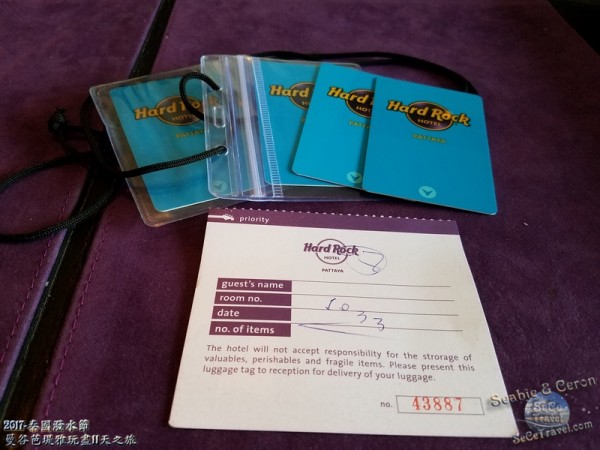 Hard Rock
HOTEL
PATTAYA
Hard Rock
HOTEL
Hard Rock
HOTEL
Hard Rock
HOTEL
PATTAYA
priority
Hard Rock
HOTEL
PATTAYA
guest's name
room no.
date
no. of items
The hotel will not accept responsibility for the strorage of
valuables, perishables and fragile items. Please present this
luggage tag to reception for delivery of your luggage.
no. 43887
Seabie & Ceron
SeCe Travel
SeCeTravel.com
2017-泰國潑水節
曼谷芭堤雅玩盡11天之旅